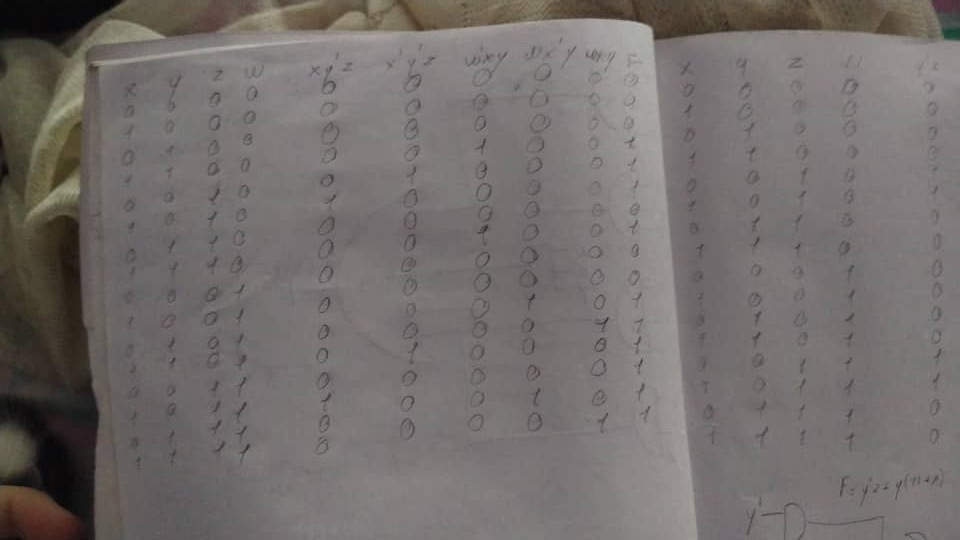 x y z w xy'z x'y'z yxw' wx'y wxy F
0 0 0 0 0 0 0 0 0 0
1 0 0 0 0 0 0 0 0 0
0 1 0 0 0 0 0 0 0 0
1 1 0 0 0 0 1 0 0 1
0 0 1 0 0 1 0 0 0 1
1 0 1 0 1 0 0 0 0 1
0 1 1 0 0 0 0 0 0 0
1 1 1 0 0 0 1 0 0 1
0 0 0 1 0 0 0 0 0 0
1 0 0 1 0 0 0 0 0 0
0 1 0 1 0 0 0 1 0 1
1 1 0 1 0 0 0 0 1 1
0 0 1 1 0 1 0 0 0 1
1 0 1 1 1 0 0 0 0 1
0 1 1 1 0 0 0 1 0 1
1 1 1 1 0 0 0 0 1 1
x y z w y'z
0 0 0 0 0
1 0 0 0 0
0 1 0 0 0
1 1 0 0 0
0 0 1 0 1
1 0 1 0 1
0 1 1 0 0
1 1 1 0 0
0 0 0 1 0
1 0 0 1 0
0 1 0 1 0
1 1 0 1 0
0 0 1 1 1
1 0 1 1 1
0 1 1 1 0
1 1 1 1 0
F = y'z + y(w+x)
y'